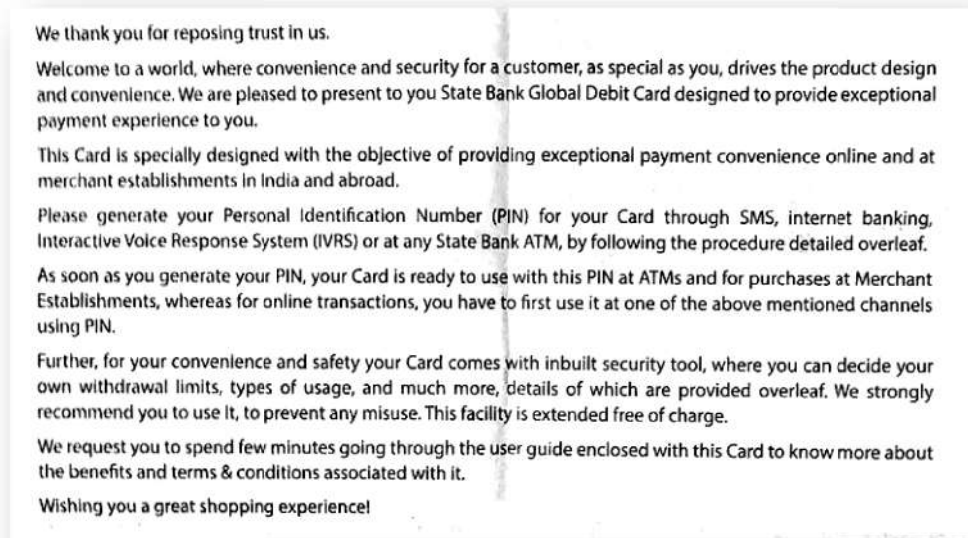 We thank you for reposing trust in us.
Welcome to a world, where convenience and security for a customer, as special as you, drives the product design
and convenience. We are pleased to present to you State Bank Global Debit Card designed to provide exceptional
payment experience to you.
This Card is specially designed with the objective of providing exceptional payment convenience online and at
merchant establishments in India and abroad.
Please generate your Personal Identification Number (PIN) for your Card through SMS, internet banking,
Interactive Voice Response System (IVRS) or at any State Bank ATM, by following the procedure detailed overleaf.
As soon as you generate your PIN, your Card is ready to use with this PIN at ATMs and for purchases at Merchant
Establishments, whereas for online transactions, you have to first use it at one of the above mentioned channels
using PIN.
Further, for your convenience and safety your Card comes with inbuilt security tool, where you can decide your
own withdrawal limits, types of usage, and much more, details of which are provided overleaf. We strongly
recommend you to use it, to prevent any misuse. This facility is extended free of charge.
We request you to spend few minutes going through the user guide enclosed with this Card to know more about
the benefits and terms & conditions associated with it.
Wishing you a great shopping experience!